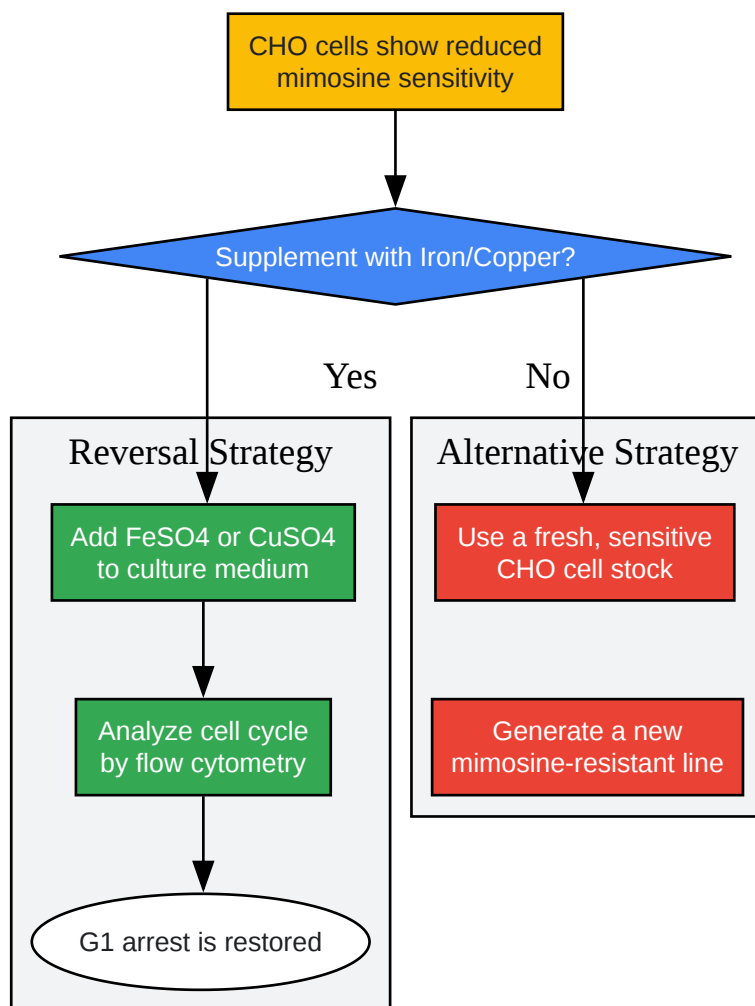 CHO cells show reduced
mimosine sensitivity
Supplement with Iron/Copper?
Yes
No
Reversal Strategy
Add FeSO4 or CuSO4
to culture medium
Analyze cell cycle
by flow cytometry
G1 arrest is restored
Alternative Strategy
Use a fresh, sensitive
CHO cell stock
Generate a new
mimosine-resistant line